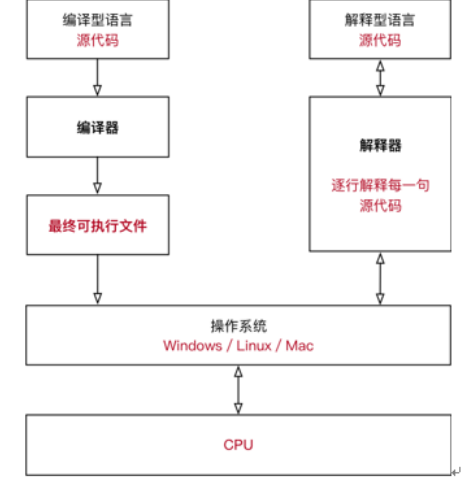 编译型语言
源代码
解释型语言
源代码
编译器
解释器
逐行解释每一句
源代码
最终可执行文件
操作系统
Windows / Linux / Mac
CPU